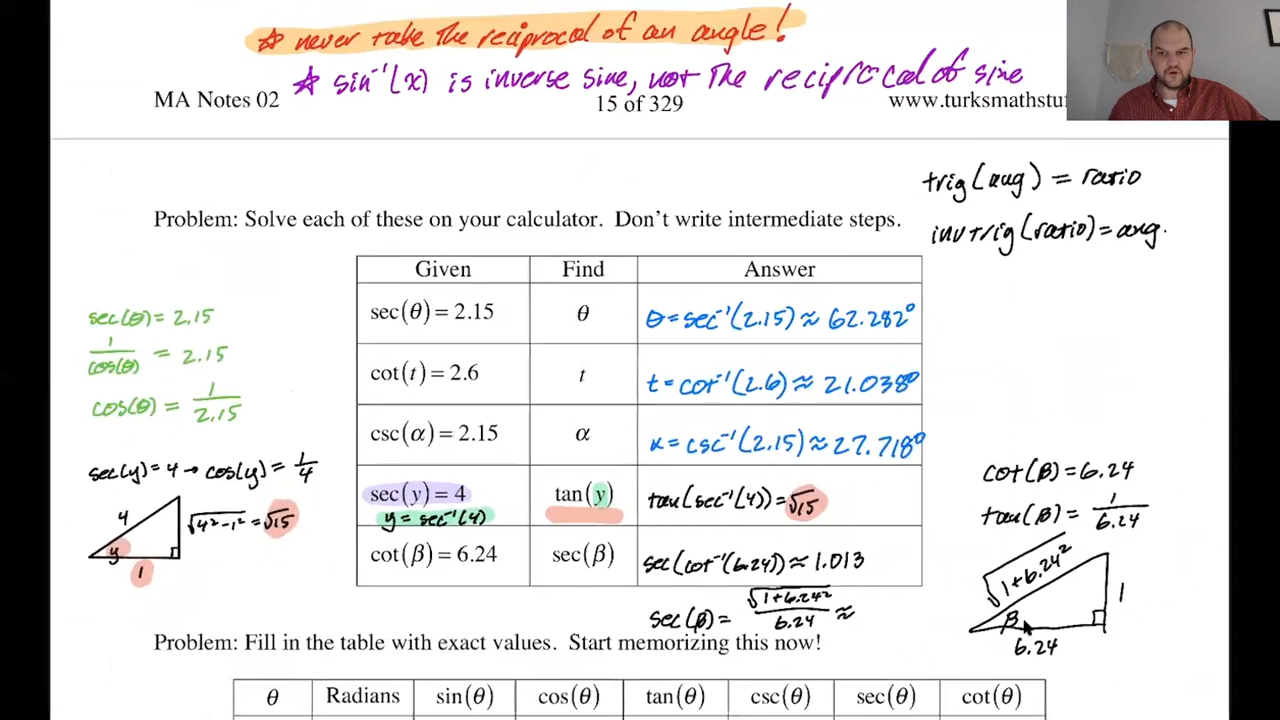 ☆ never take the reciprocal of an angle!
☆ sin⁻¹(x) is inverse sine, not the reciprocal of sine
MA Notes 02
15 of 329
www.turksmathstu
trig(ang) = ratio
invtrig(ratio) = ang.
Problem: Solve each of these on your calculator. Don't write intermediate steps.
Given Find Answer
sec(θ) = 2.15 θ θ = sec⁻¹(2.15) ≈ 62.282°
cot(t) = 2.6 t t = cot⁻¹(2.6) ≈ 21.038°
csc(α) = 2.15 α α = csc⁻¹(2.15) ≈ 27.718°
sec(y) = 4 tan(y) tan(sec⁻¹(4)) = √15
y = sec⁻¹(4)
cot(β) = 6.24 sec(β) sec(cot⁻¹(6.24)) ≈ 1.013
sec(β) = √(1+6.24²)/6.24 ≈
sec(θ) = 2.15
1/cos(θ) = 2.15
cos(θ) = 1/2.15
sec(y) = 4 → cos(y) = 1/4
4
√(4²-1²) = √15
y
1
cot(β) = 6.24
tan(β) = 1/6.24
√(1+6.24²)
1
β
6.24
Problem: Fill in the table with exact values. Start memorizing this now!
θ Radians sin(θ) cos(θ) tan(θ) csc(θ) sec(θ) cot(θ)